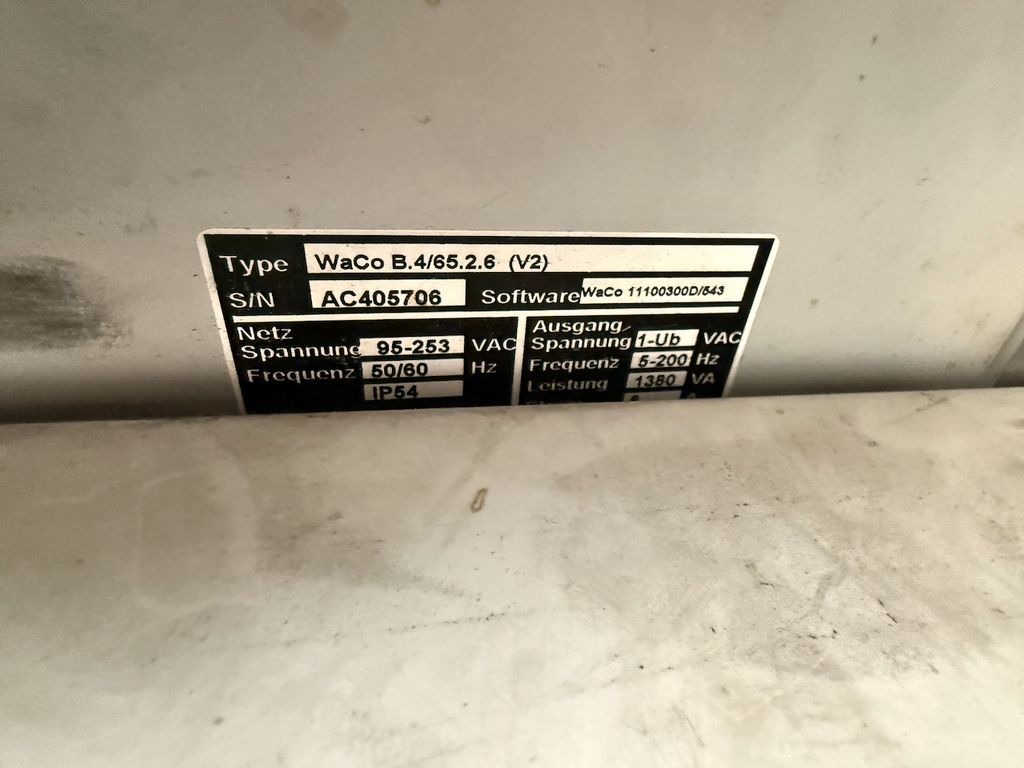 Type WaCo B.4/65.2.6 (V2)
S/N AC405706 Software WaCo 11100300D/543
Netz
Spannung 95-253 VAC
Frequenz 50/60 Hz
IP54
Ausgang
Spannung 1-Ub VAC
Frequenz 5-200 Hz
Leistung 1380 VA